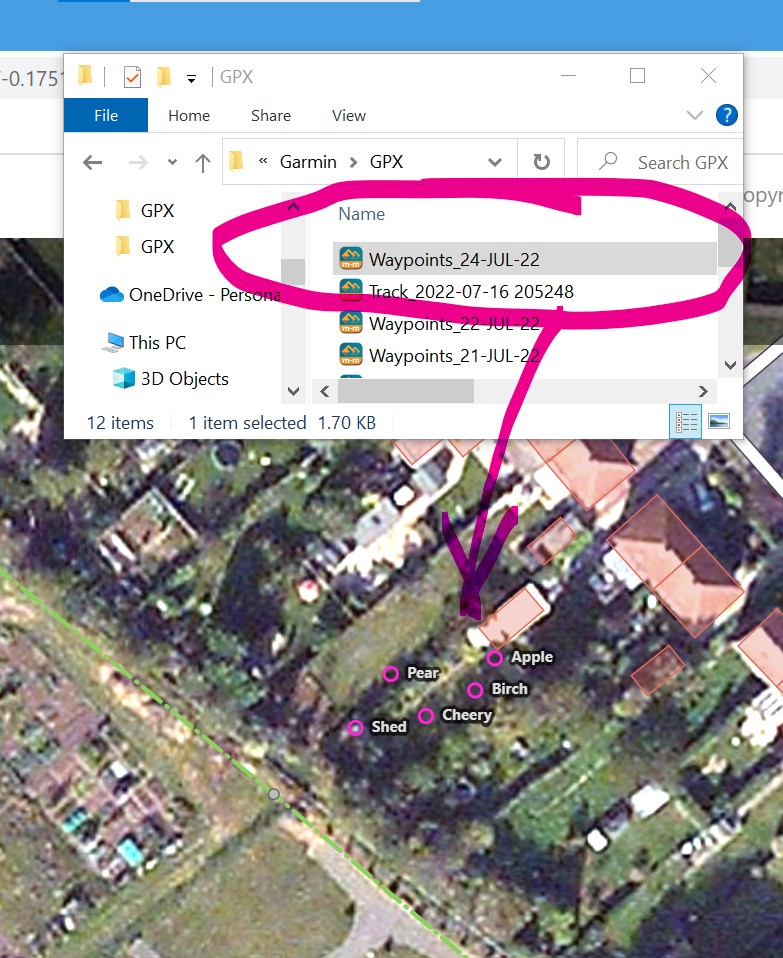 -0.1751
GPX
File Home Share View
« Garmin > GPX
Search GPX
opyr
GPX
Name
GPX
Waypoints_24-JUL-22
OneDrive - Persona
Track_2022-07-16 205248
Waypoints_22-JUL-22
This PC
Waypoints_21-JUL-22
3D Objects
12 items 1 item selected 1.70 KB
Apple
Pear
Birch
Cheery
Shed